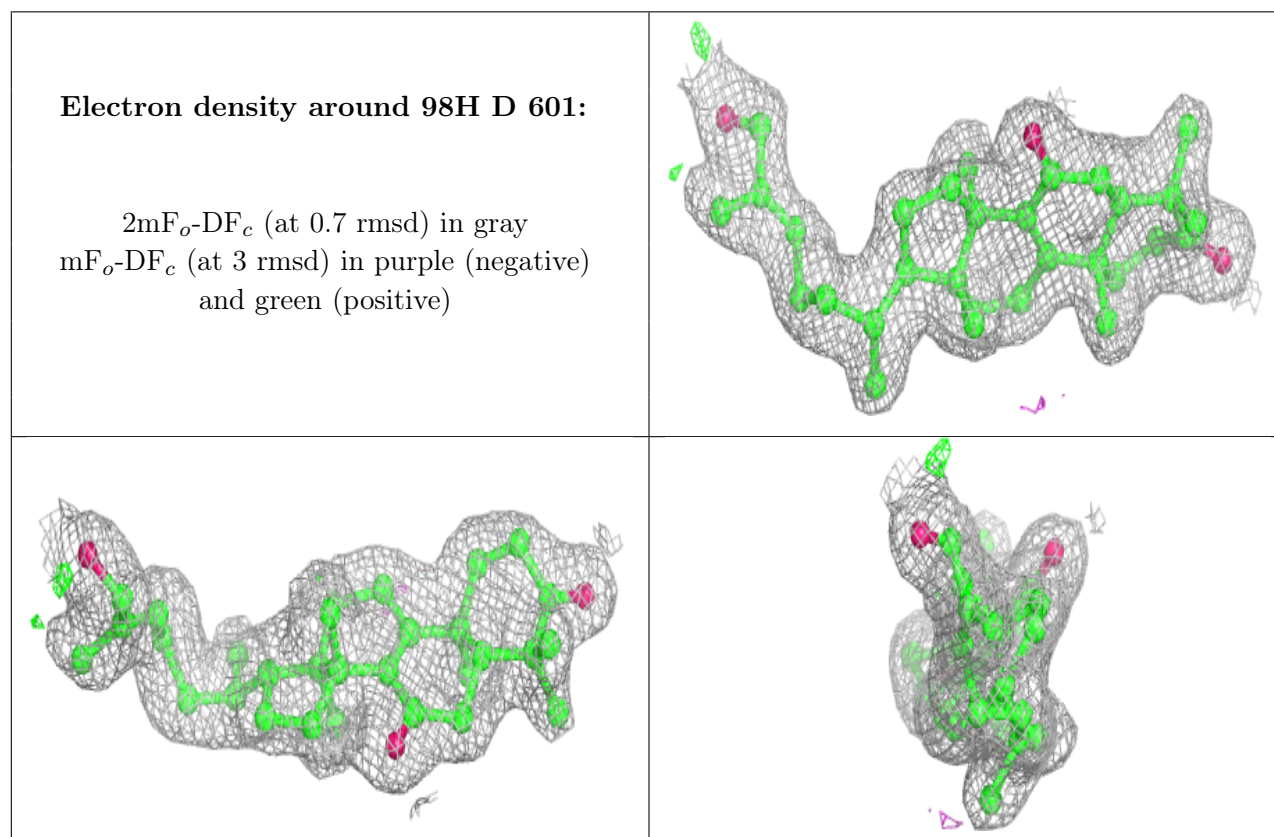 Electron density around 98H D 601:
2mFo-DFc (at 0.7 rmsd) in gray
mFo-DFc (at 3 rmsd) in purple (negative)
and green (positive)